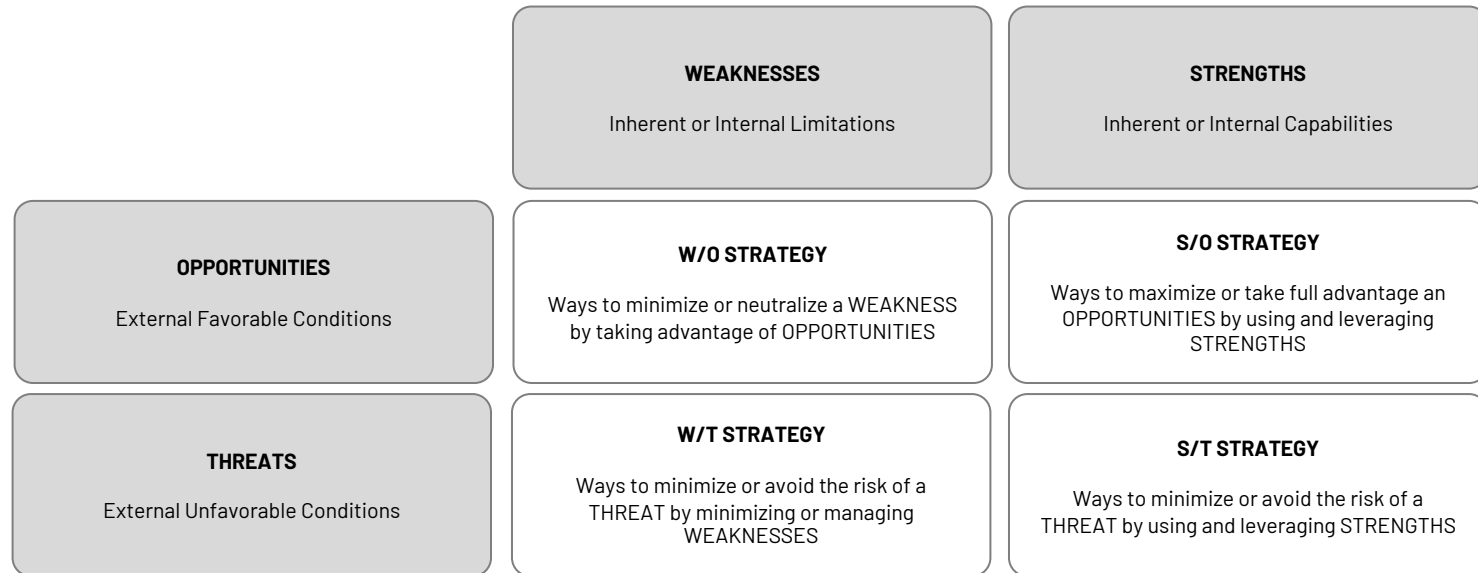 WEAKNESSES
Inherent or Internal Limitations
STRENGTHS
Inherent or Internal Capabilities
OPPORTUNITIES
External Favorable Conditions
W/O STRATEGY
Ways to minimize or neutralize a WEAKNESS
by taking advantage of OPPORTUNITIES
S/O STRATEGY
Ways to maximize or take full advantage an
OPPORTUNITIES by using and leveraging
STRENGTHS
THREATS
External Unfavorable Conditions
W/T STRATEGY
Ways to minimize or avoid the risk of a
THREAT by minimizing or managing
WEAKNESSES
S/T STRATEGY
Ways to minimize or avoid the risk of a
THREAT by using and leveraging STRENGTHS